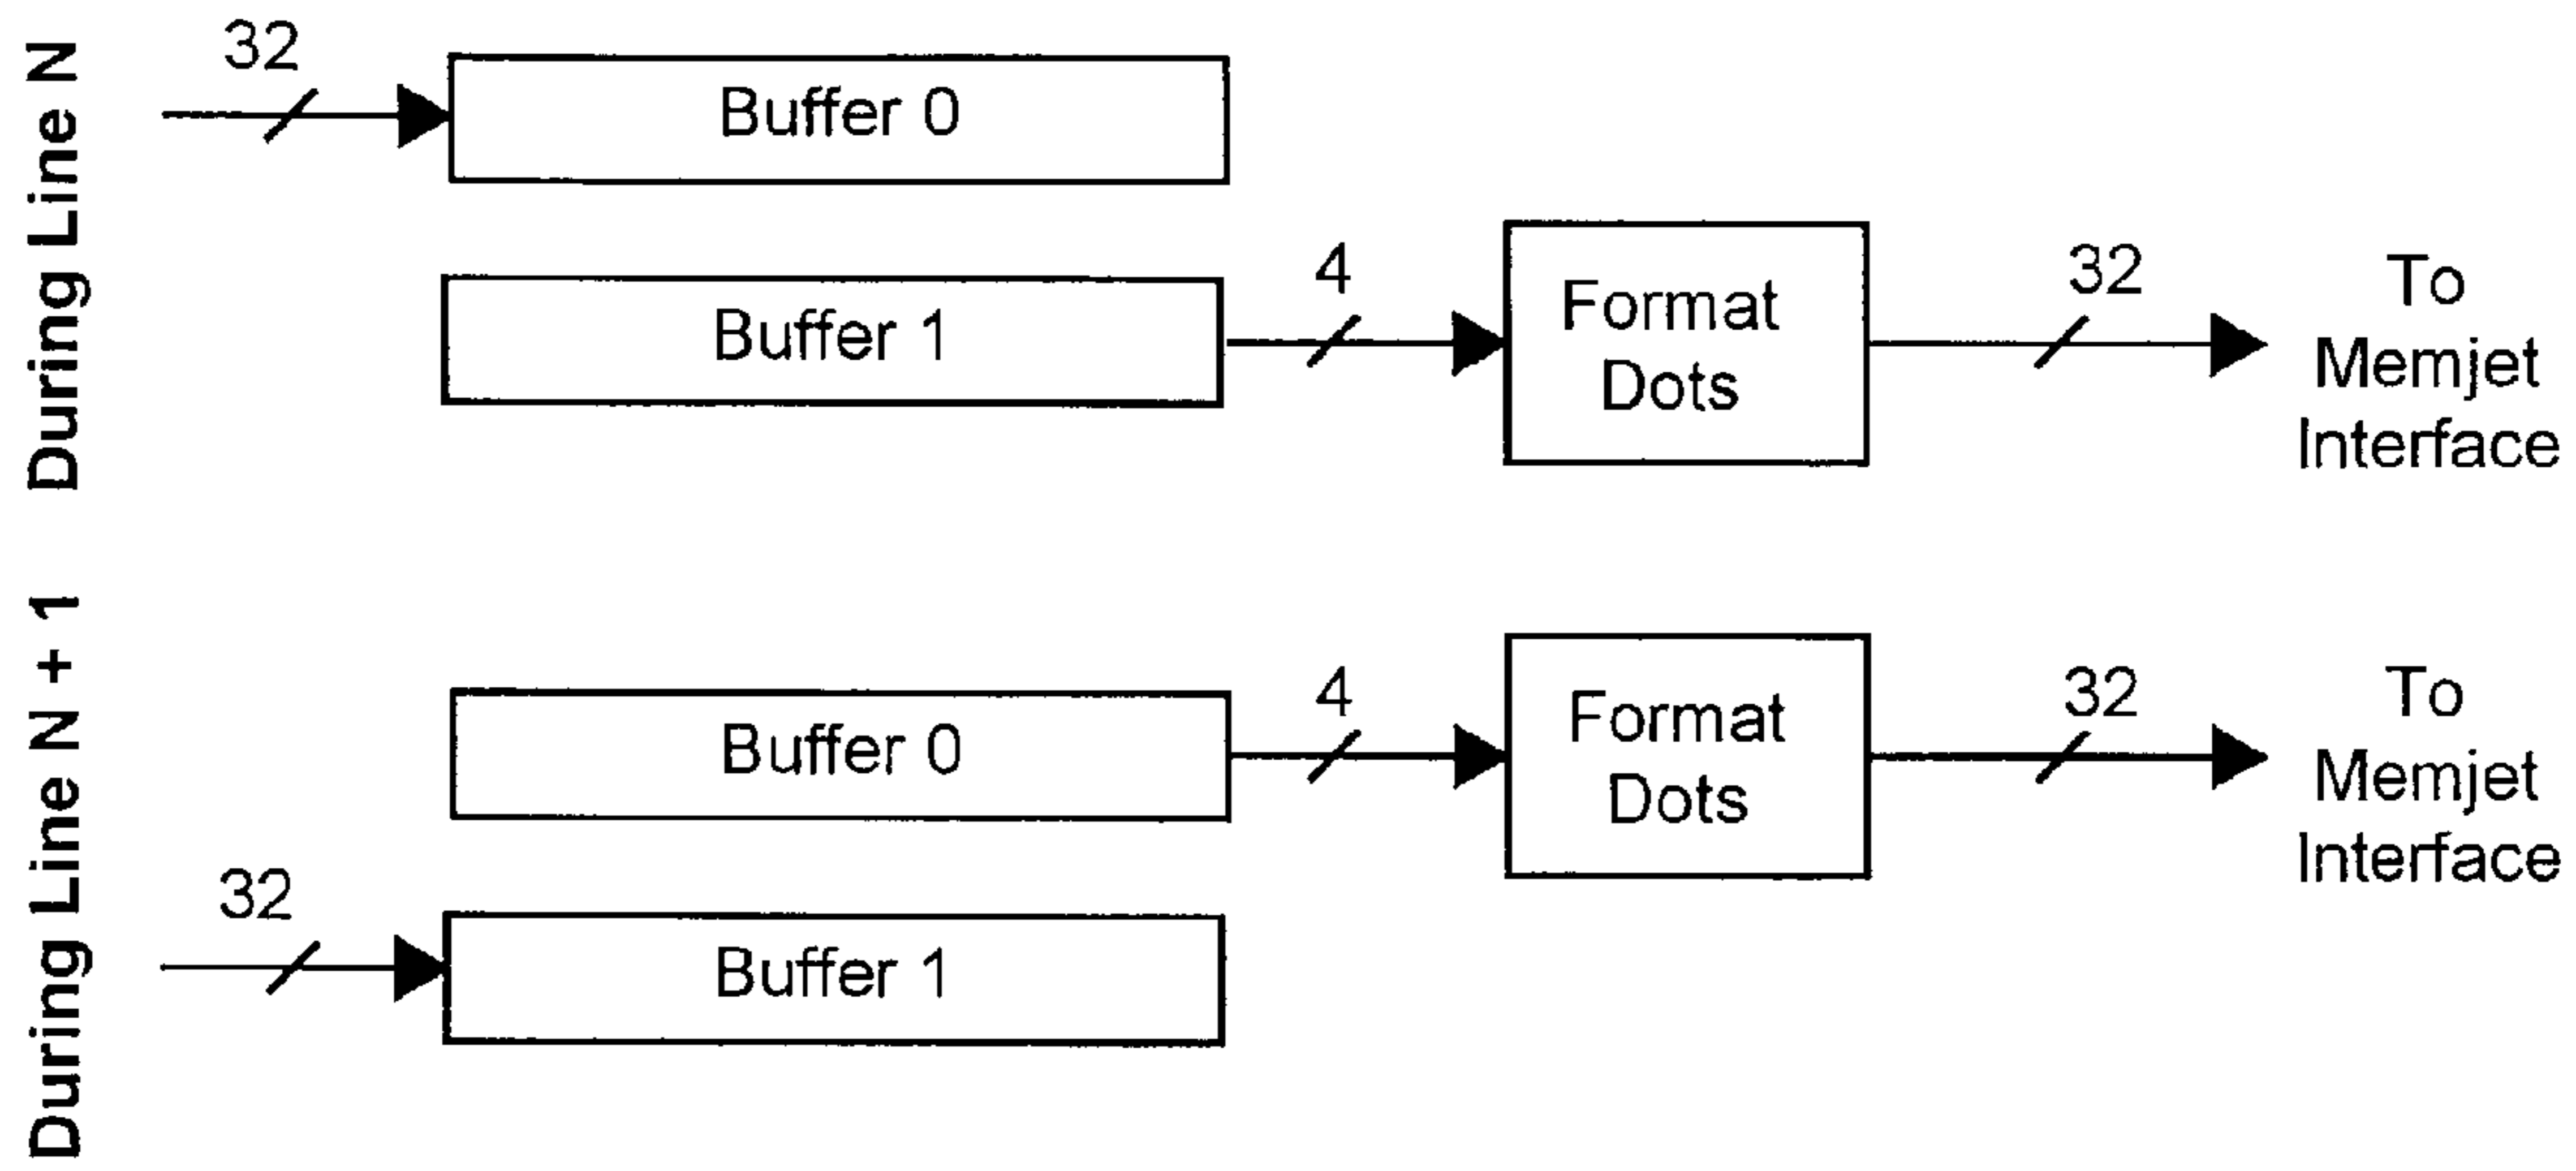 During Line N
32
Buffer 0
Buffer 1
4
Format
Dots
32
To
Memjet
Interface
During Line N + 1
Buffer 0
4
Format
Dots
32
To
Memjet
Interface
32
Buffer 1